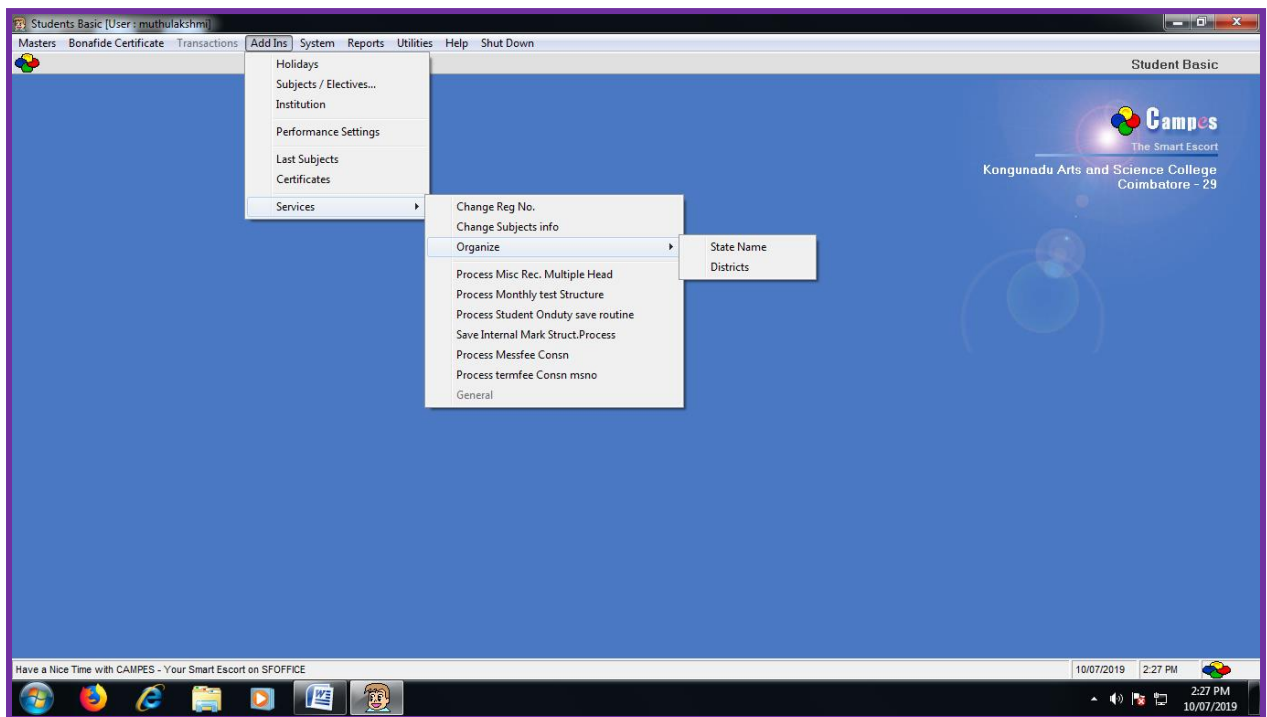 Students Basic [User : muthulakshmi]
Masters Bonafide Certificate Transactions Add Ins System Reports Utilities Help Shut Down
Student Basic
Holidays
Subjects / Electives...
Institution
Performance Settings
Last Subjects
Certificates
Services
Change Reg No.
Change Subjects info
Organize
Process Misc Rec. Multiple Head
Process Monthly test Structure
Process Student Onduty save routine
Save Internal Mark Struct.Process
Process Messfee Consn
Process termfee Consn msno
General
State Name
Districts
Campes
The Smart Escort
Kongunadu Arts and Science College
Coimbatore - 29
Have a Nice Time with CAMPES - Your Smart Escort on SFOFFICE
10/07/2019 2:27 PM
2:27 PM
10/07/2019